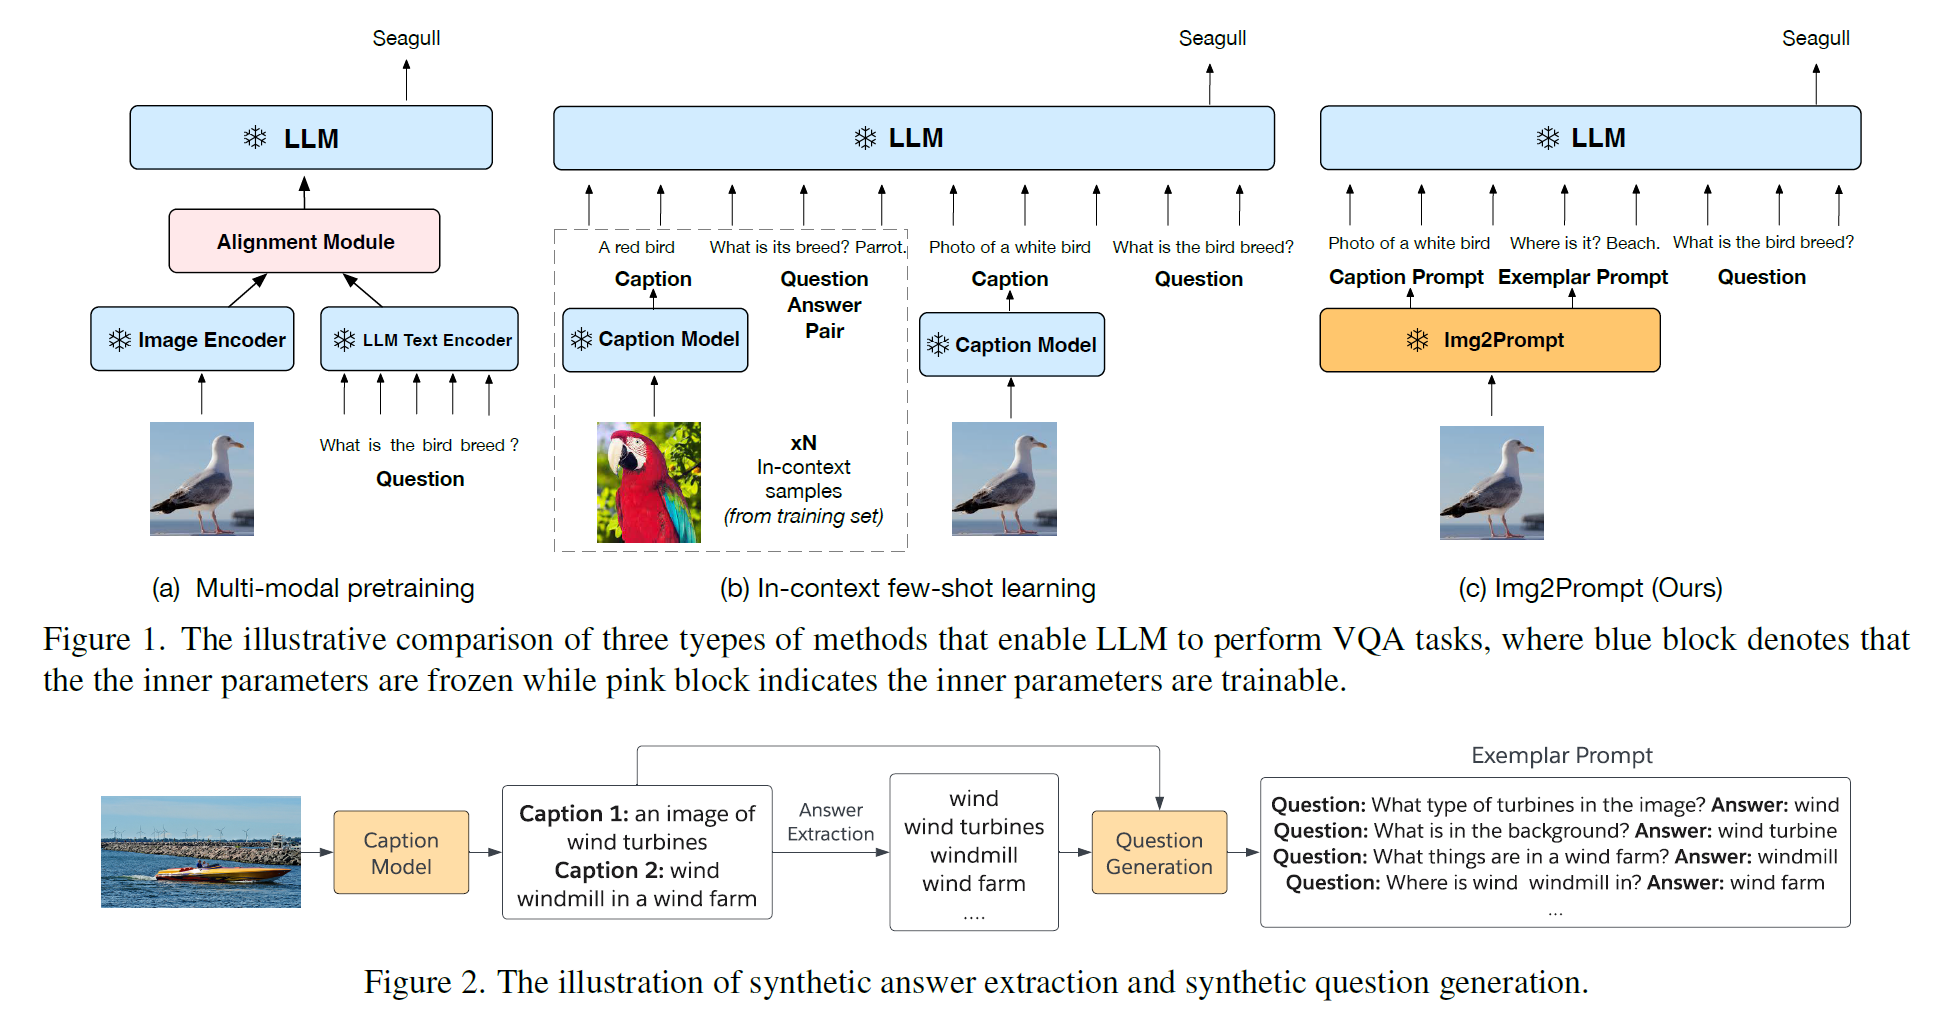 Seagull
LLM
Alignment Module
Image Encoder
LLM Text Encoder
What is the bird breed ?
Question
(a) Multi-modal pretraining
Seagull
LLM
A red bird
What is its breed? Parrot.
Photo of a white bird
What is the bird breed?
Caption
Question
Answer
Pair
Caption
Question
Caption Model
Caption Model
xN
In-context
samples
(from training set)
(b) In-context few-shot learning
Seagull
LLM
Photo of a white bird
Where is it? Beach.
What is the bird breed?
Caption Prompt
Exemplar Prompt
Question
Img2Prompt
(c) Img2Prompt (Ours)
Figure 1. The illustrative comparison of three tyepes of methods that enable LLM to perform VQA tasks, where blue block denotes that
the the inner parameters are frozen while pink block indicates the inner parameters are trainable.
Caption
Model
Caption 1: an image of
wind turbines
Caption 2: wind
windmill in a wind farm
Answer
Extraction
wind
wind turbines
windmill
wind farm
....
Question
Generation
Exemplar Prompt
Question: What type of turbines in the image? Answer: wind
Question: What is in the background? Answer: wind turbine
Question: What things are in a wind farm? Answer: windmill
Question: Where is wind windmill in? Answer: wind farm
...
Figure 2. The illustration of synthetic answer extraction and synthetic question generation.